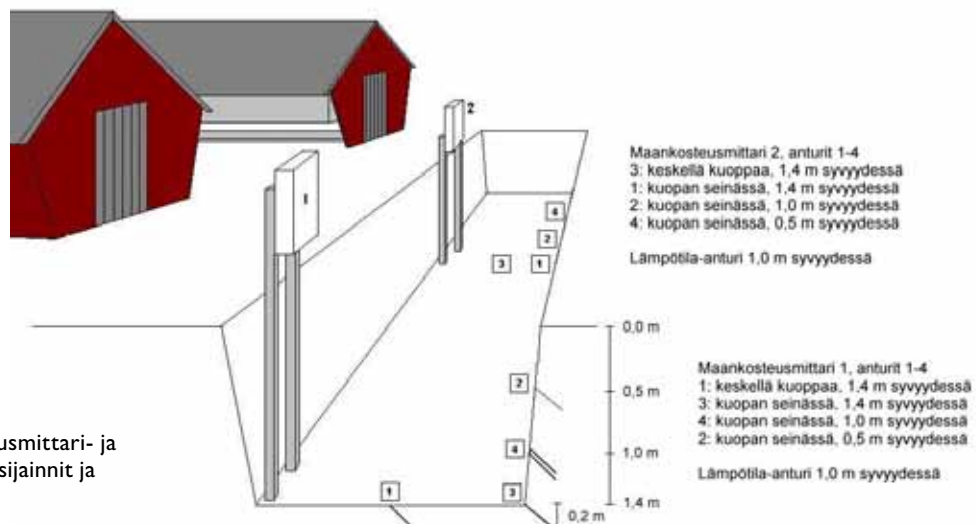 1
2
Maankosteusmittari 2, anturit 1-4
3: keskellä kuoppaa, 1,4 m syvyydessä
1: kuopan seinässä, 1,4 m syvyydessä
2: kuopan seinässä, 1,0 m syvyydessä
4: kuopan seinässä, 0,5 m syvyydessä
Lämpötila-anturi 1,0 m syvyydessä
4
2
3 1
0,0 m
2
0,5 m
4
1,0 m
1
3
1,4 m
0,2 m
Maankosteusmittari 1, anturit 1-4
1: keskellä kuoppaa, 1,4 m syvyydessä
3: kuopan seinässä, 1,4 m syvyydessä
4: kuopan seinässä, 1,0 m syvyydessä
2: kuopan seinässä, 0,5 m syvyydessä
Lämpötila-anturi 1,0 m syvyydessä
usmittari- ja
sijainnit ja